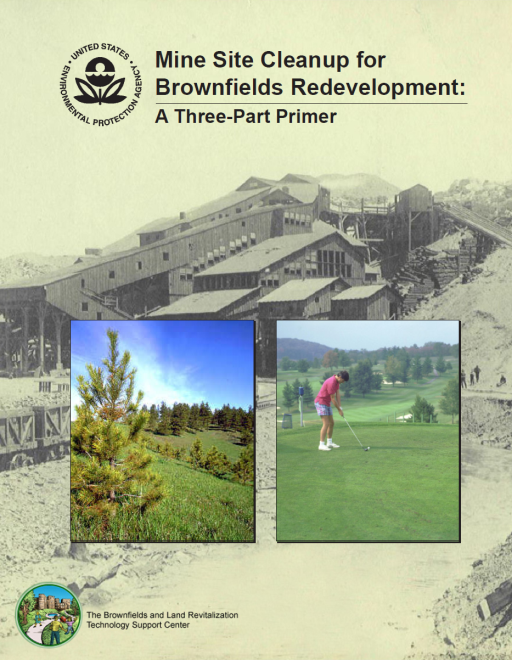 UNITED STATES
ENVIRONMENTAL PROTECTION AGENCY
Mine Site Cleanup for
Brownfields Redevelopment:
A Three-Part Primer
The Brownfields and Land Revitalization
Technology Support Center